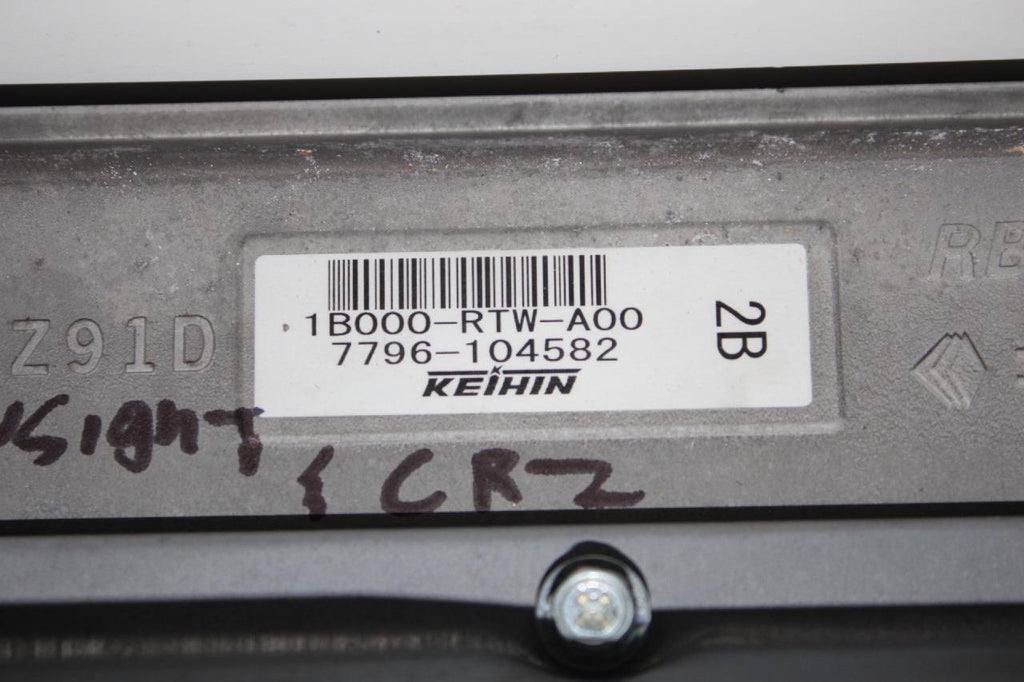 1B000-RTW-A00
7796-104582
KEIHIN
2B
Z91D
& CRZ